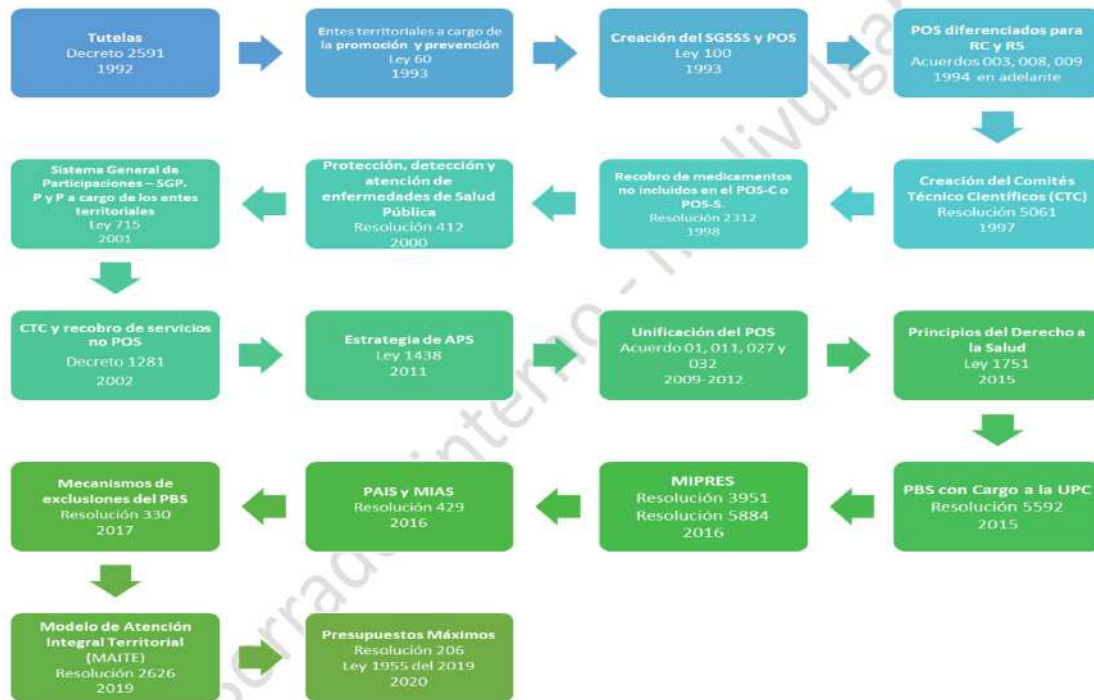 Tutelas
Decreto 2591
1992
Entes territoriales a cargo de
la promoción y prevención
Ley 60
1993
Creación del SGSSS y POS
Ley 100
1993
POS diferenciados para
RC y RS
Acuerdos 003, 008, 009
1994 en adelante
Creación del Comités
Técnico Científicos (CTC)
Resolución 5061
1997
Recobro de medicamentos
no incluidos en el POS-C o
POS-S.
Resolución 2312
1998
Protección, detección y
atención de
enfermedades de Salud
Pública
Resolución 412
2000
Sistema General de
Participaciones – SGP.
P y P a cargo de los entes
territoriales
Ley 715
2001
CTC y recobro de servicios
no POS
Decreto 1281
2002
Estrategia de APS
Ley 1438
2011
Unificación del POS
Acuerdo 01, 011, 027 y
032
2009-2012
Principios del Derecho a
la Salud
Ley 1751
2015
PBS con Cargo a la UPC
Resolución 5592
2015
MIPRES
Resolución 3951
Resolución 5884
2016
PAIS y MIAS
Resolución 429
2016
Mecanismos de
exclusiones del PBS
Resolución 330
2017
Modelo de Atención
Integral Territorial
(MAITE)
Resolución 2626
2019
Presupuestos Máximos
Resolución 206
Ley 1955 del 2019
2020
interno -